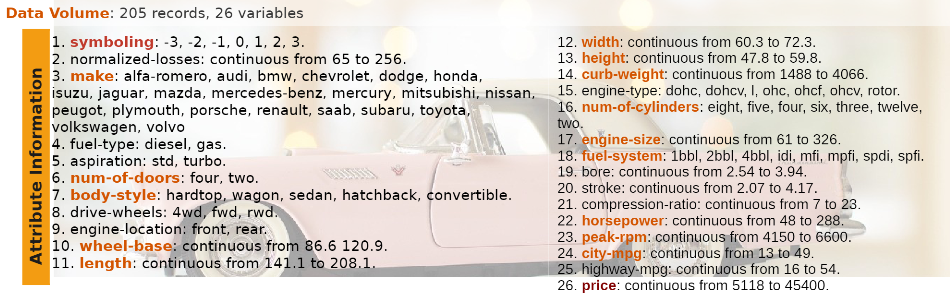 Data Volume: 205 records, 26 variables
Attribute Information
1. symboling: -3, -2, -1, 0, 1, 2, 3.
2. normalized-losses: continuous from 65 to 256.
3. make: alfa-romero, audi, bmw, chevrolet, dodge, honda,
isuzu, jaguar, mazda, mercedes-benz, mercury, mitsubishi, nissan,
peugot, plymouth, porsche, renault, saab, subaru, toyota,
volkswagen, volvo
4. fuel-type: diesel, gas.
5. aspiration: std, turbo.
6. num-of-doors: four, two.
7. body-style: hardtop, wagon, sedan, hatchback, convertible.
8. drive-wheels: 4wd, fwd, rwd.
9. engine-location: front, rear.
10. wheel-base: continuous from 86.6 120.9.
11. length: continuous from 141.1 to 208.1.
12. width: continuous from 60.3 to 72.3.
13. height: continuous from 47.8 to 59.8.
14. curb-weight: continuous from 1488 to 4066.
15. engine-type: dohc, dohcv, l, ohc, ohcf, ohcv, rotor.
16. num-of-cylinders: eight, five, four, six, three, twelve,
two.
17. engine-size: continuous from 61 to 326.
18. fuel-system: 1bbl, 2bbl, 4bbl, idi, mfi, mpfi, spdi, spfi.
19. bore: continuous from 2.54 to 3.94.
20. stroke: continuous from 2.07 to 4.17.
21. compression-ratio: continuous from 7 to 23.
22. horsepower: continuous from 48 to 288.
23. peak-rpm: continuous from 4150 to 6600.
24. city-mpg: continuous from 13 to 49.
25. highway-mpg: continuous from 16 to 54.
26. price: continuous from 5118 to 45400.